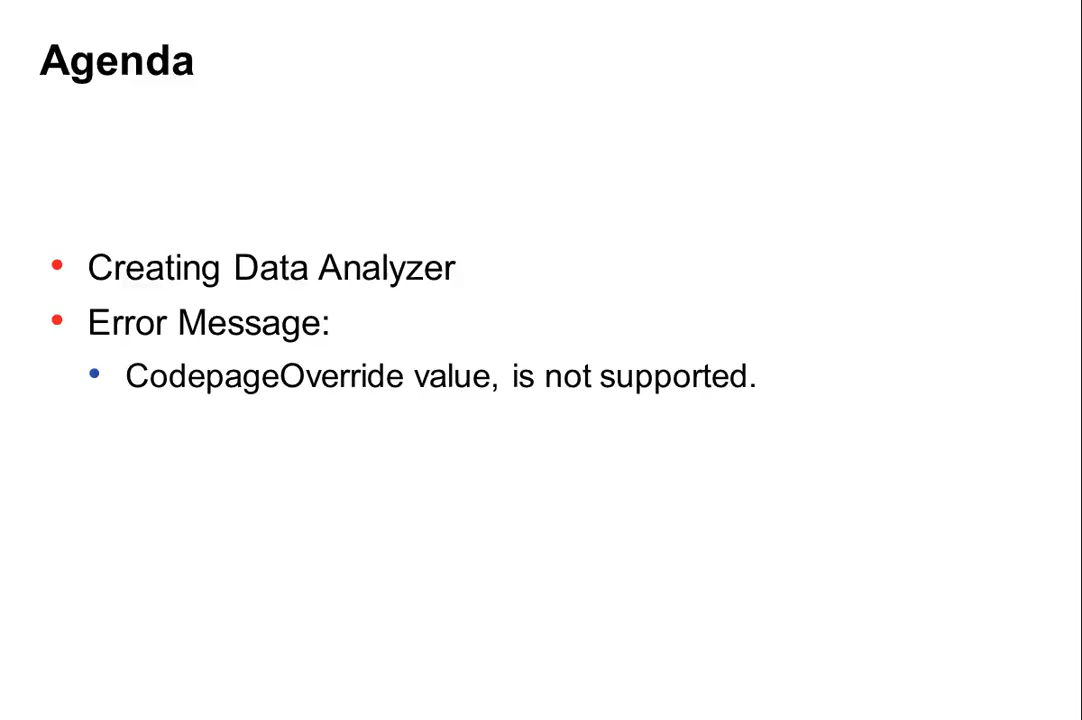 Agenda
• Creating Data Analyzer
• Error Message:
• CodepageOverride value, is not supported.